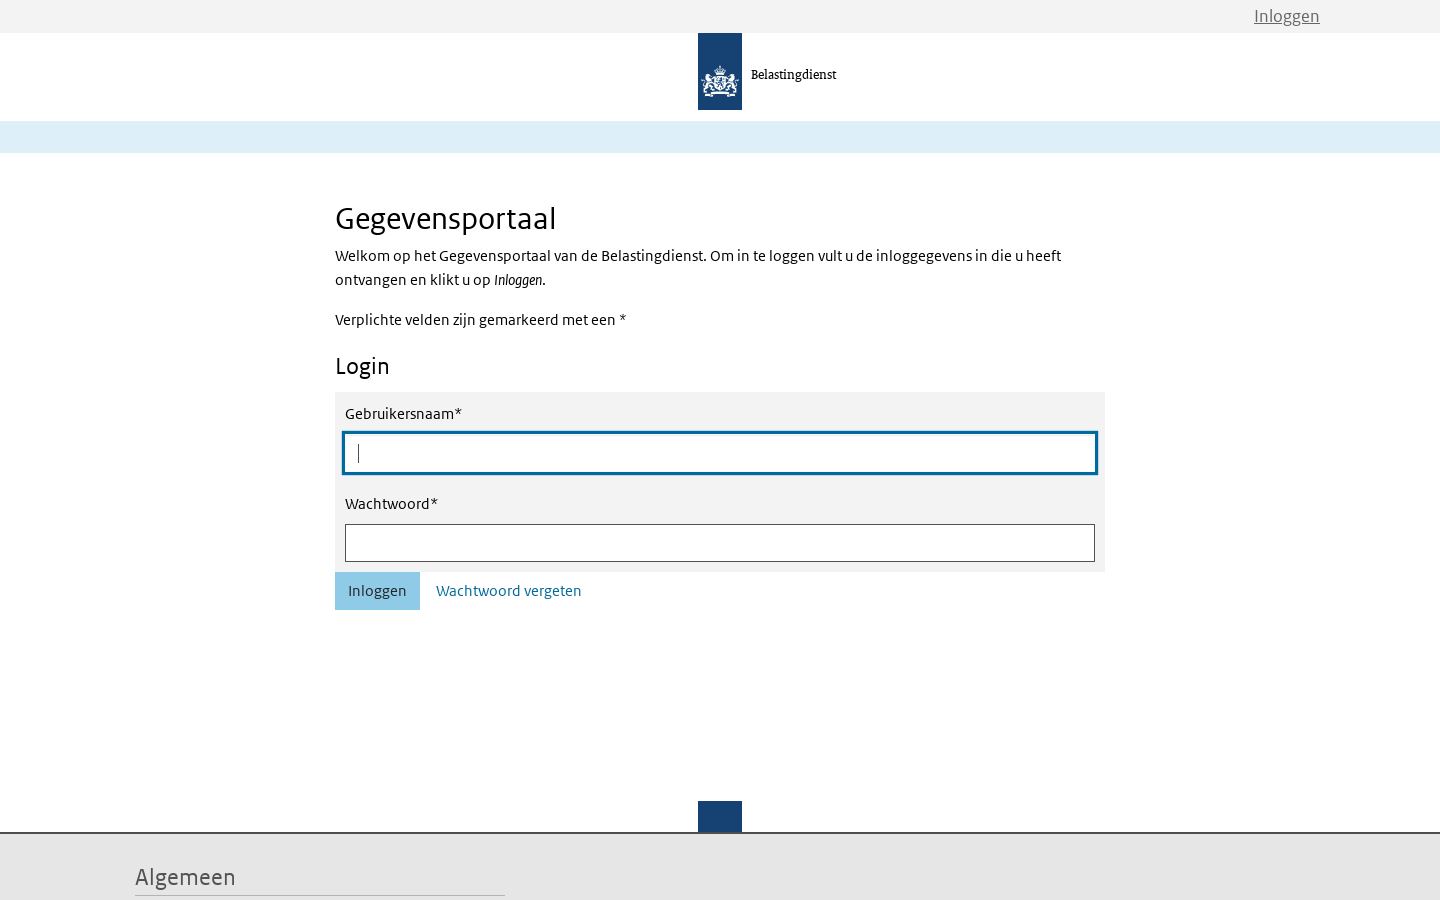 Inloggen
Belastingdienst
Gegevensportaal
Welkom op het Gegevensportaal van de Belastingdienst. Om in te loggen vult u de inloggegevens in die u heeft
ontvangen en klikt u op Inloggen.
Verplichte velden zijn gemarkeerd met een *
Login
Gebruikersnaam*
Wachtwoord*
Inloggen Wachtwoord vergeten
Algemeen